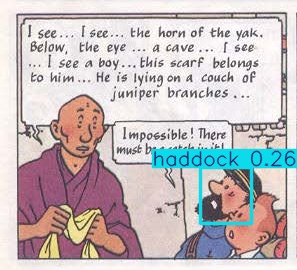 I see... I see... the horn of the yak.
Below, the eye ... a cave... I see
... I see a boy... this scarf belongs
to him... He is lying on a couch of
juniper branches ...
Impossible! There
must be
haddock 0.26